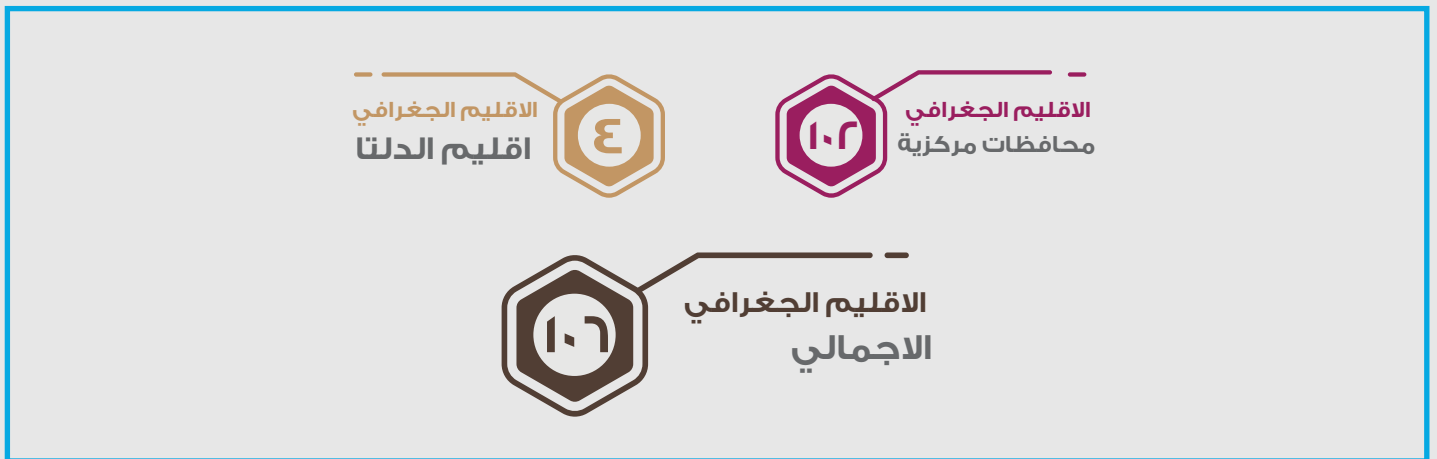 الاقليم الجغرافي
محافظات مركزية
١٠٢
الاقليم الجغرافي
اقليم الدلتا
٤
الاقليم الجغرافي
الاجمالي
١٠٦